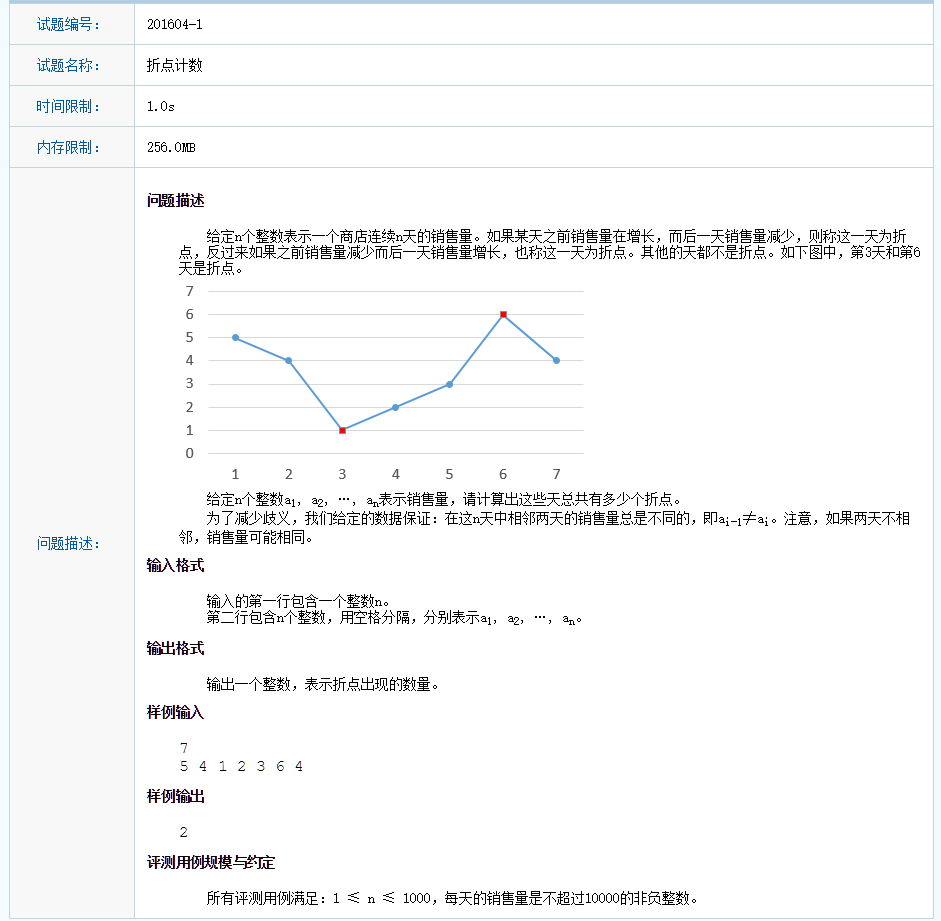 试题编号： 201604-1
试题名称： 折点计数
时间限制： 1.0s
内存限制： 256.0MB
问题描述：
问题描述
给定n个整数表示一个商店连续n天的销售量。如果某天之前销售量在增长，而后一天销售量减少，则称这一天为折
点，反过来如果之前销售量减少而后一天销售量增长，也称这一天为折点。其他的天都不是折点。如下图中，第3天和第6
天是折点。
7
6
5
4
3
2
1
0
1 2 3 4 5 6 7
给定n个整数a1, a2, …, an表示销售量，请计算出这些天总共有多少个折点。
为了减少歧义，我们给定的数据保证：在这n天中相邻两天的销售量总是不同的，即ai-1≠ai。注意，如果两天不相
邻，销售量可能相同。
输入格式
输入的第一行包含一个整数n。
第二行包含n个整数，用空格分隔，分别表示a1, a2, …, an。
输出格式
输出一个整数，表示折点出现的数量。
样例输入
7
5 4 1 2 3 6 4
样例输出
2
评测用例规模与约定
所有评测用例满足：1 ≤ n ≤ 1000，每天的销售量是不超过10000的非负整数。